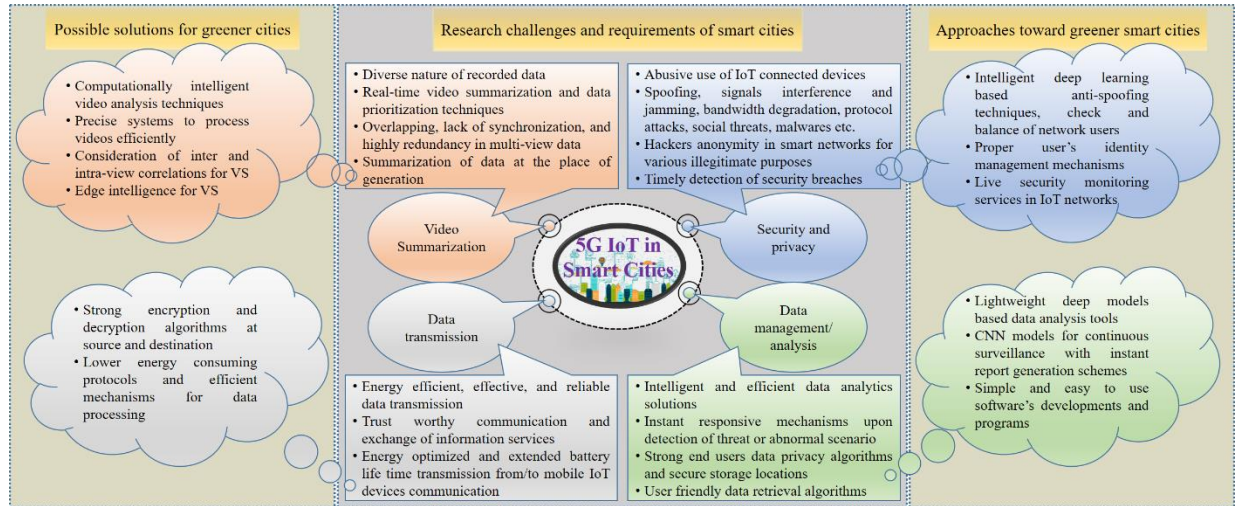 Possible solutions for greener cities
• Computationally intelligent
video analysis techniques
• Precise systems to process
videos efficiently
• Consideration of inter and
intra-view correlations for VS
• Edge intelligence for VS
• Strong encryption and
decryption algorithms at
source and destination
• Lower energy consuming
protocols and efficient
mechanisms for data
processing
Research challenges and requirements of smart cities
• Diverse nature of recorded data
• Real-time video summarization and data
prioritization techniques
• Overlapping, lack of synchronization, and
highly redundancy in multi-view data
• Summarization of data at the place of
generation
• Abusive use of IoT connected devices
• Spoofing, signals interference and
jamming, bandwidth degradation, protocol
attacks, social threats, malwares etc.
• Hackers anonymity in smart networks for
various illegitimate purposes
• Timely detection of security breaches
Video
Summarization
Security and
privacy
5G IoT in
Smart Cities
Data
transmission
Data
management/
analysis
• Energy efficient, effective, and reliable
data transmission
• Trust worthy communication and
exchange of information services
• Energy optimized and extended battery
life time transmission from/to mobile IoT
devices communication
• Intelligent and efficient data analytics
solutions
• Instant responsive mechanisms upon
detection of threat or abnormal scenario
• Strong end users data privacy algorithms
and secure storage locations
• User friendly data retrieval algorithms
Approaches toward greener smart cities
• Intelligent deep learning
based anti-spoofing
techniques, check and
balance of network users
• Proper user's identity
management mechanisms
• Live security monitoring
services in IoT networks
• Lightweight deep models
based data analysis tools
• CNN models for continuous
surveillance with instant
report generation schemes
• Simple and easy to use
software's developments and
programs